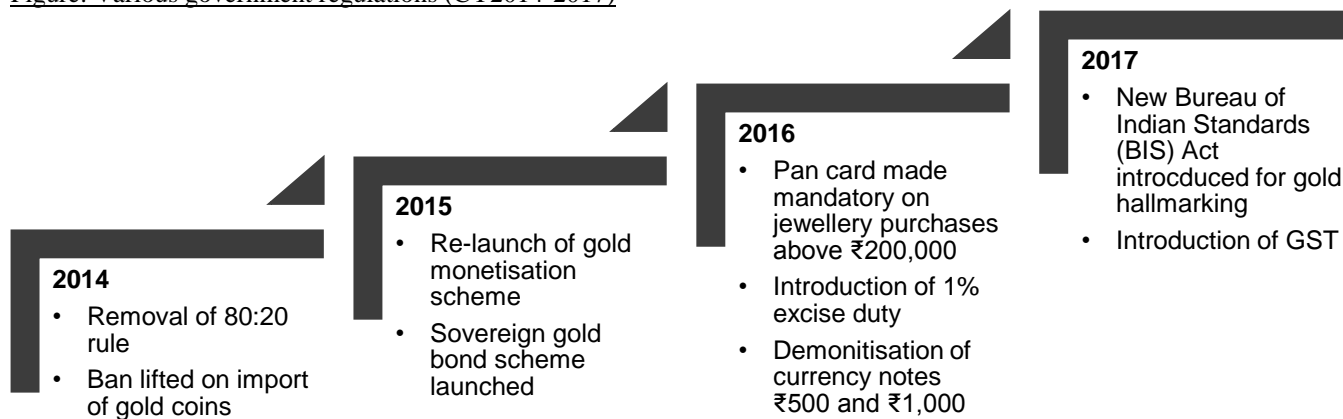 Figure: Various government regulations (CY2014-2017)
2014
• Removal of 80:20
rule
• Ban lifted on import
of gold coins
2015
• Re-launch of gold
monetisation
scheme
• Sovereign gold
bond scheme
launched
2016
• Pan card made
mandatory on
jewellery purchases
above ₹200,000
• Introduction of 1%
excise duty
• Demonitisation of
currency notes
₹500 and ₹1,000
2017
• New Bureau of
Indian Standards
(BIS) Act
introcduced for gold
hallmarking
• Introduction of GST